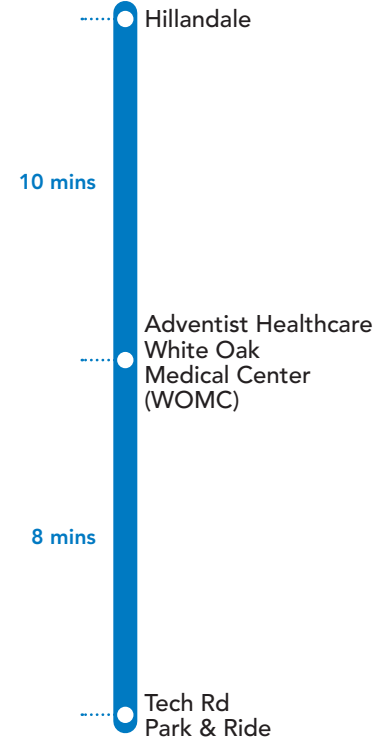 Hillandale
10 mins
Adventist Healthcare
White Oak
Medical Center
(WOMC)
8 mins
Tech Rd
Park & Ride